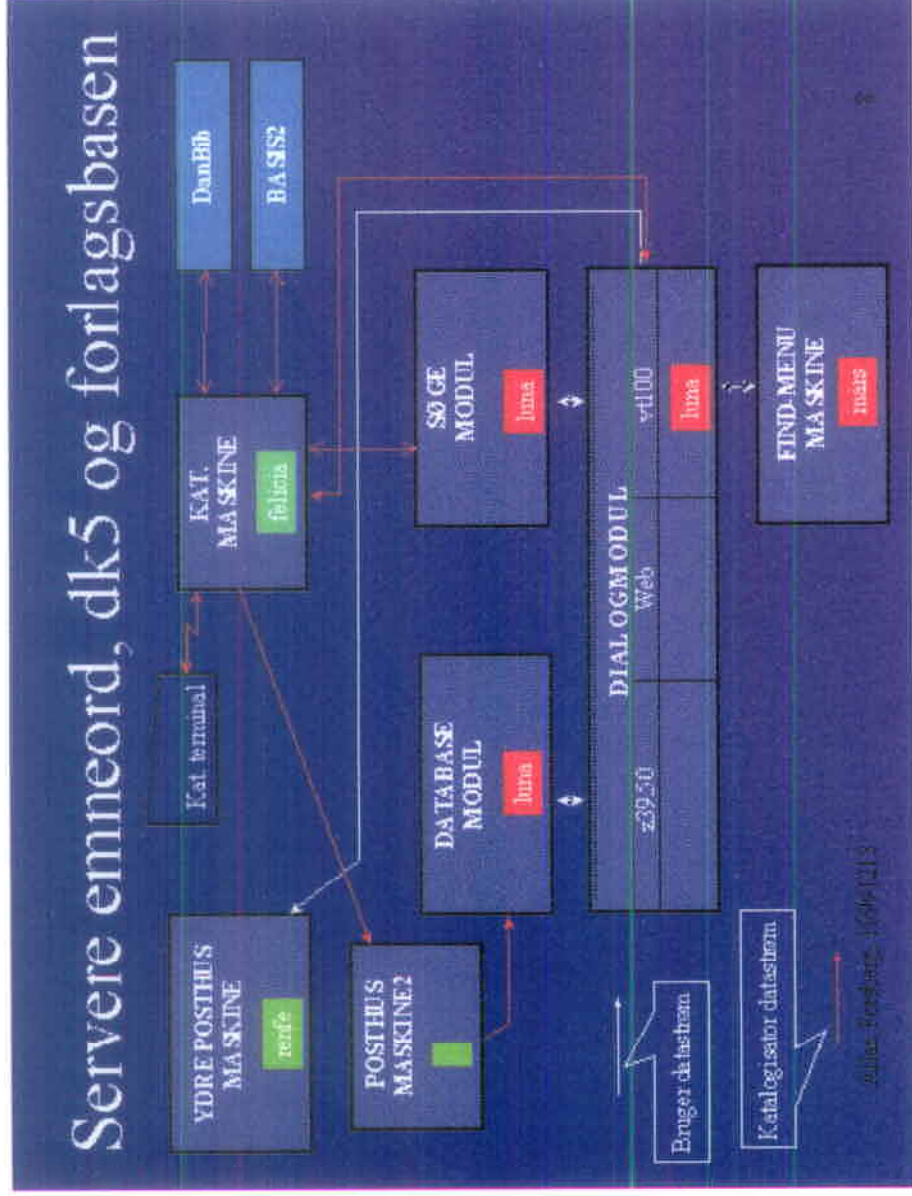 Servere emneord, dk5 og forlagsbasen
YDRE POSTHUS
MASKINE
renfe
Kat. terminal
KAT.
MASKINE
felicia
DanBib
BASIS2
POSTHUS
MASKINE2
DATABASE
MODUL
luna
SØGE
MODUL
luna
DIALOGMODUL
z39.50
Web
vt100
luna
FIND-MENU
MASKINE
mars
Bruger datastrøm
Katalogisator datastrøm